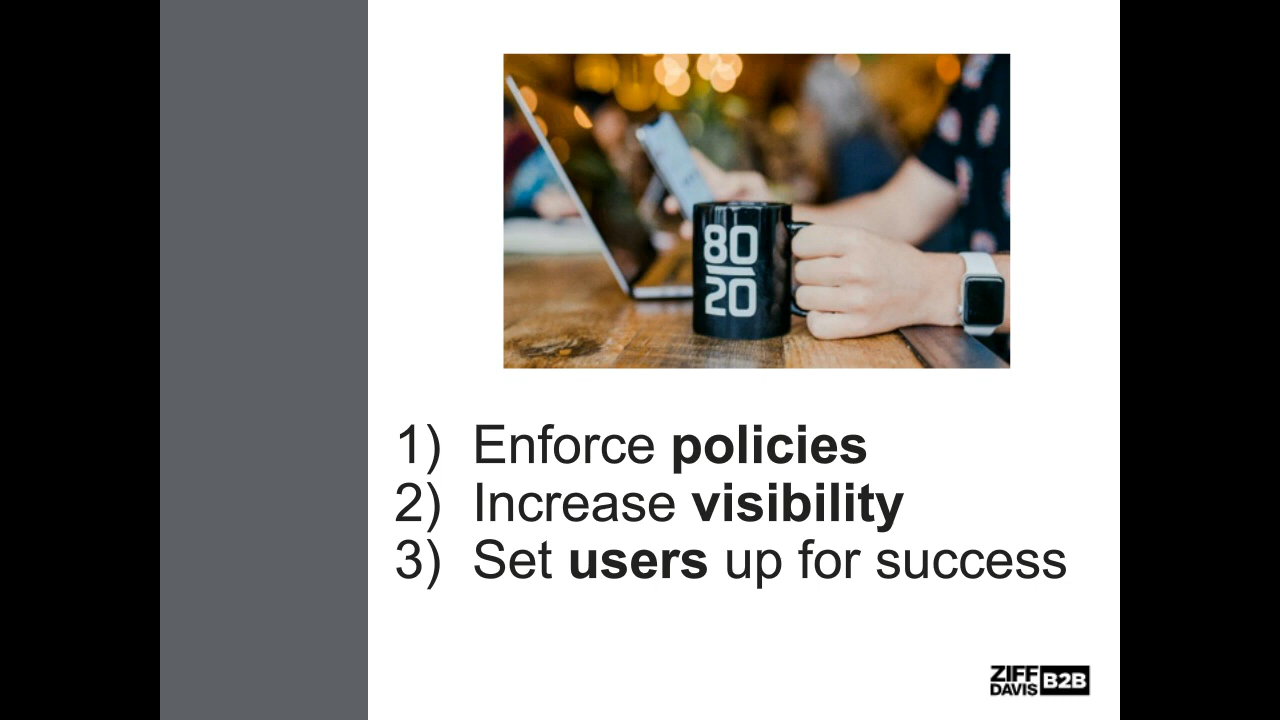 80
20
1) Enforce policies
2) Increase visibility
3) Set users up for success
ZIFF
DAVIS B2B